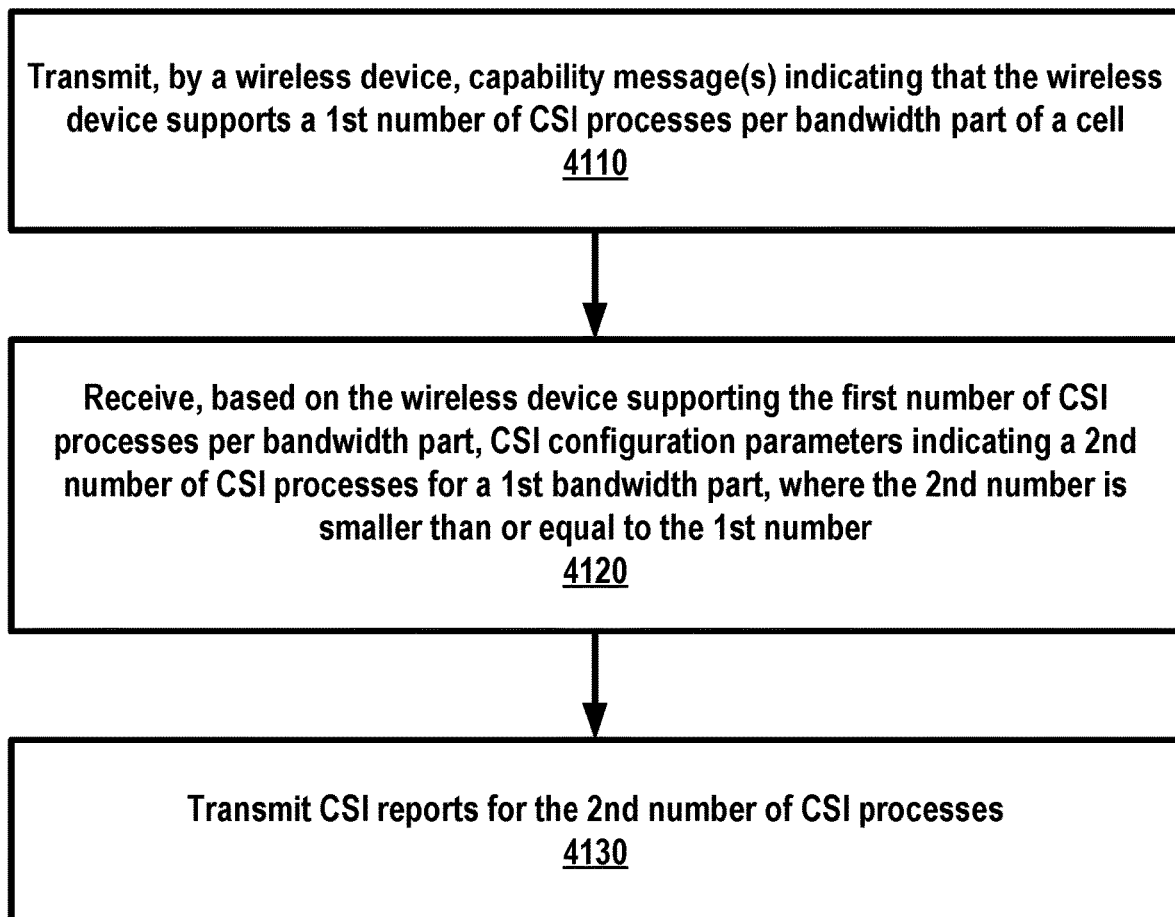 Transmit, by a wireless device, capability message(s) indicating that the wireless
device supports a 1st number of CSI processes per bandwidth part of a cell
4110
Receive, based on the wireless device supporting the first number of CSI
processes per bandwidth part, CSI configuration parameters indicating a 2nd
number of CSI processes for a 1st bandwidth part, where the 2nd number is
smaller than or equal to the 1st number
4120
Transmit CSI reports for the 2nd number of CSI processes
4130